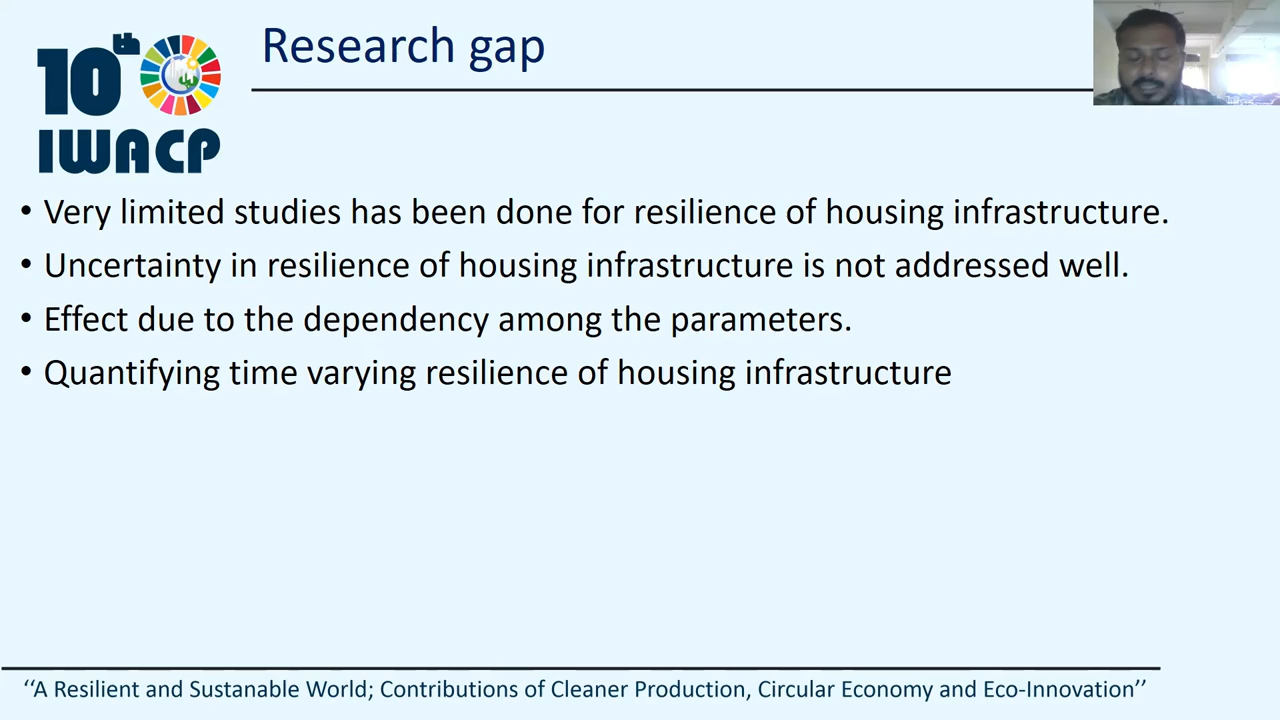 10th
IWACP
Research gap
• Very limited studies has been done for resilience of housing infrastructure.
• Uncertainty in resilience of housing infrastructure is not addressed well.
• Effect due to the dependency among the parameters.
• Quantifying time varying resilience of housing infrastructure
‘‘A Resilient and Sustanable World; Contributions of Cleaner Production, Circular Economy and Eco-Innovation’’